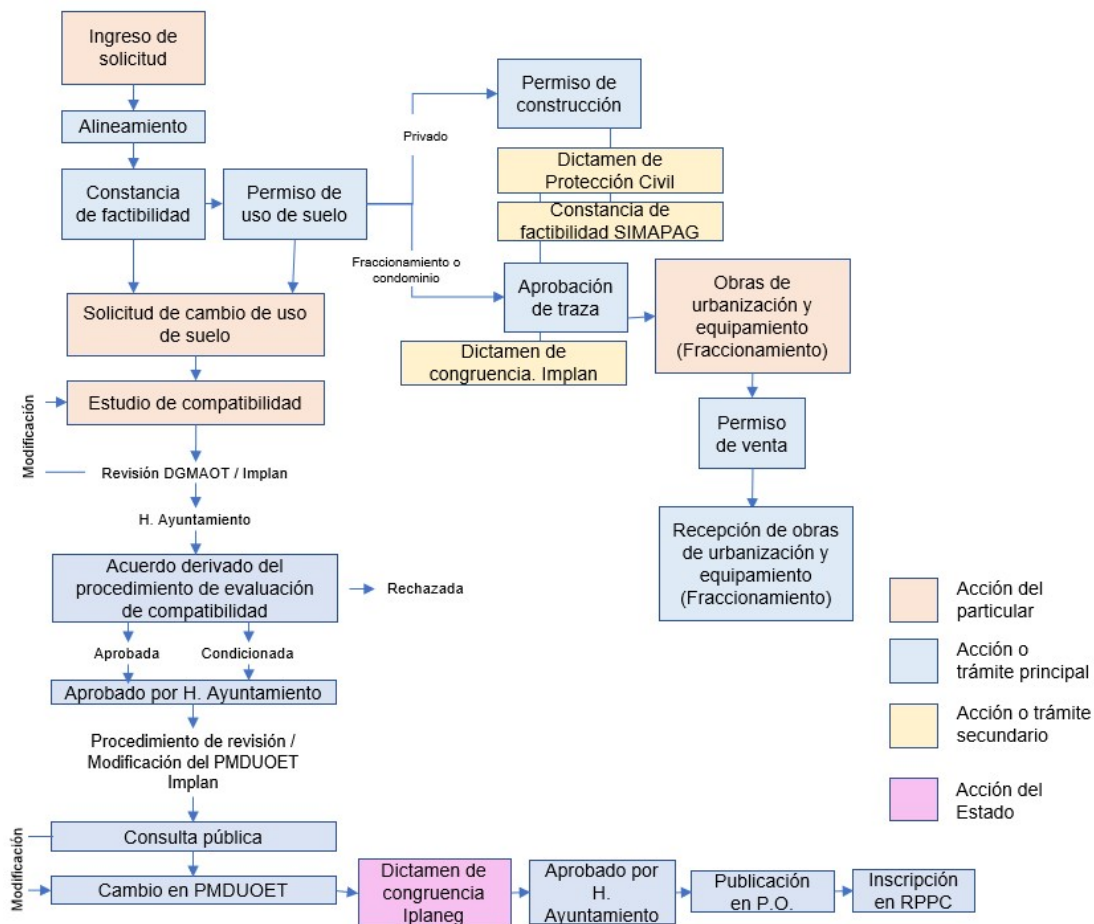 Ingreso de
solicitud
Alineamiento
Constancia
de factibilidad
Permiso de
uso de suelo
Privado
Fraccionamiento o
condominio
Permiso de
construcción
Dictamen de
Protección Civil
Constancia de
factibilidad SIMAPAG
Aprobación
de traza
Dictamen de
congruencia. Implan
Obras de
urbanización y
equipamiento
(Fraccionamiento)
Permiso
de venta
Recepción de obras
de urbanización y
equipamiento
(Fraccionamiento)
Solicitud de cambio de uso
de suelo
Estudio de compatibilidad
Modificación
Revisión DGMAOT / Implan
H. Ayuntamiento
Acuerdo derivado del
procedimiento de evaluación
de compatibilidad
Rechazada
Aprobada
Condicionada
Aprobado por H. Ayuntamiento
Procedimiento de revisión /
Modificación del PMDUOET
Implan
Consulta pública
Modificación
Cambio en PMDUOET
Dictamen de
congruencia
Iplaneg
Aprobado por
H.
Ayuntamiento
Publicación
en P.O.
Inscripción
en RPPC
Acción del
particular
Acción o
trámite principal
Acción o trámite
secundario
Acción del
Estado